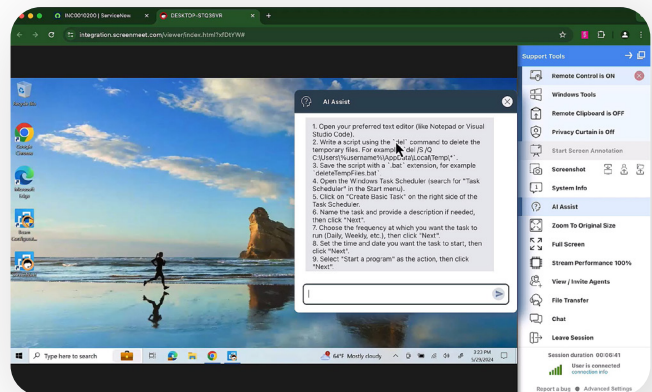 INC0010200 | ServiceNow
DESKTOP-STQ39VR
integration.screenmeet.com/viewer/index.html?xfDtYW#
Support Tools
Remote Control is ON
Windows Tools
Remote Clipboard is OFF
Privacy Curtain is Off
Start Screen Annotation
Screenshot
System Info
AI Assist
Zoom To Original Size
Full Screen
Stream Performance 100%
View / Invite Agents
File Transfer
Chat
Leave Session
Session duration 00:06:41
User is connected
connection info
Report a bug
Advanced Settings
Google
Chrome
Microsoft
Edge
AI Assist
1. Open your preferred text editor (like Notepad or Visual
Studio Code).
2. Write a script using the `del` command to delete the
temporary files. For example `del /S /Q
C:\Users\%username%\AppData\Local\Temp\*`.
3. Save the script with a `.bat` extension, for example
`deleteTempFiles.bat`
4. Open the Windows Task Scheduler (search for "Task
Scheduler" in the Start menu).
5. Click on "Create Basic Task" on the right side of the
Task Scheduler.
6. Name the task and provide a description if needed,
then click "Next".
7. Choose the frequency at which you want the task to
run (Daily, Weekly, etc.), then click "Next".
8. Set the time and date you want the task to start, then
click "Next".
9. Select "Start a program" as the action, then click
"Next".
Type here to search
64°F Mostly cloudy
3:23 PM
5/29/2024